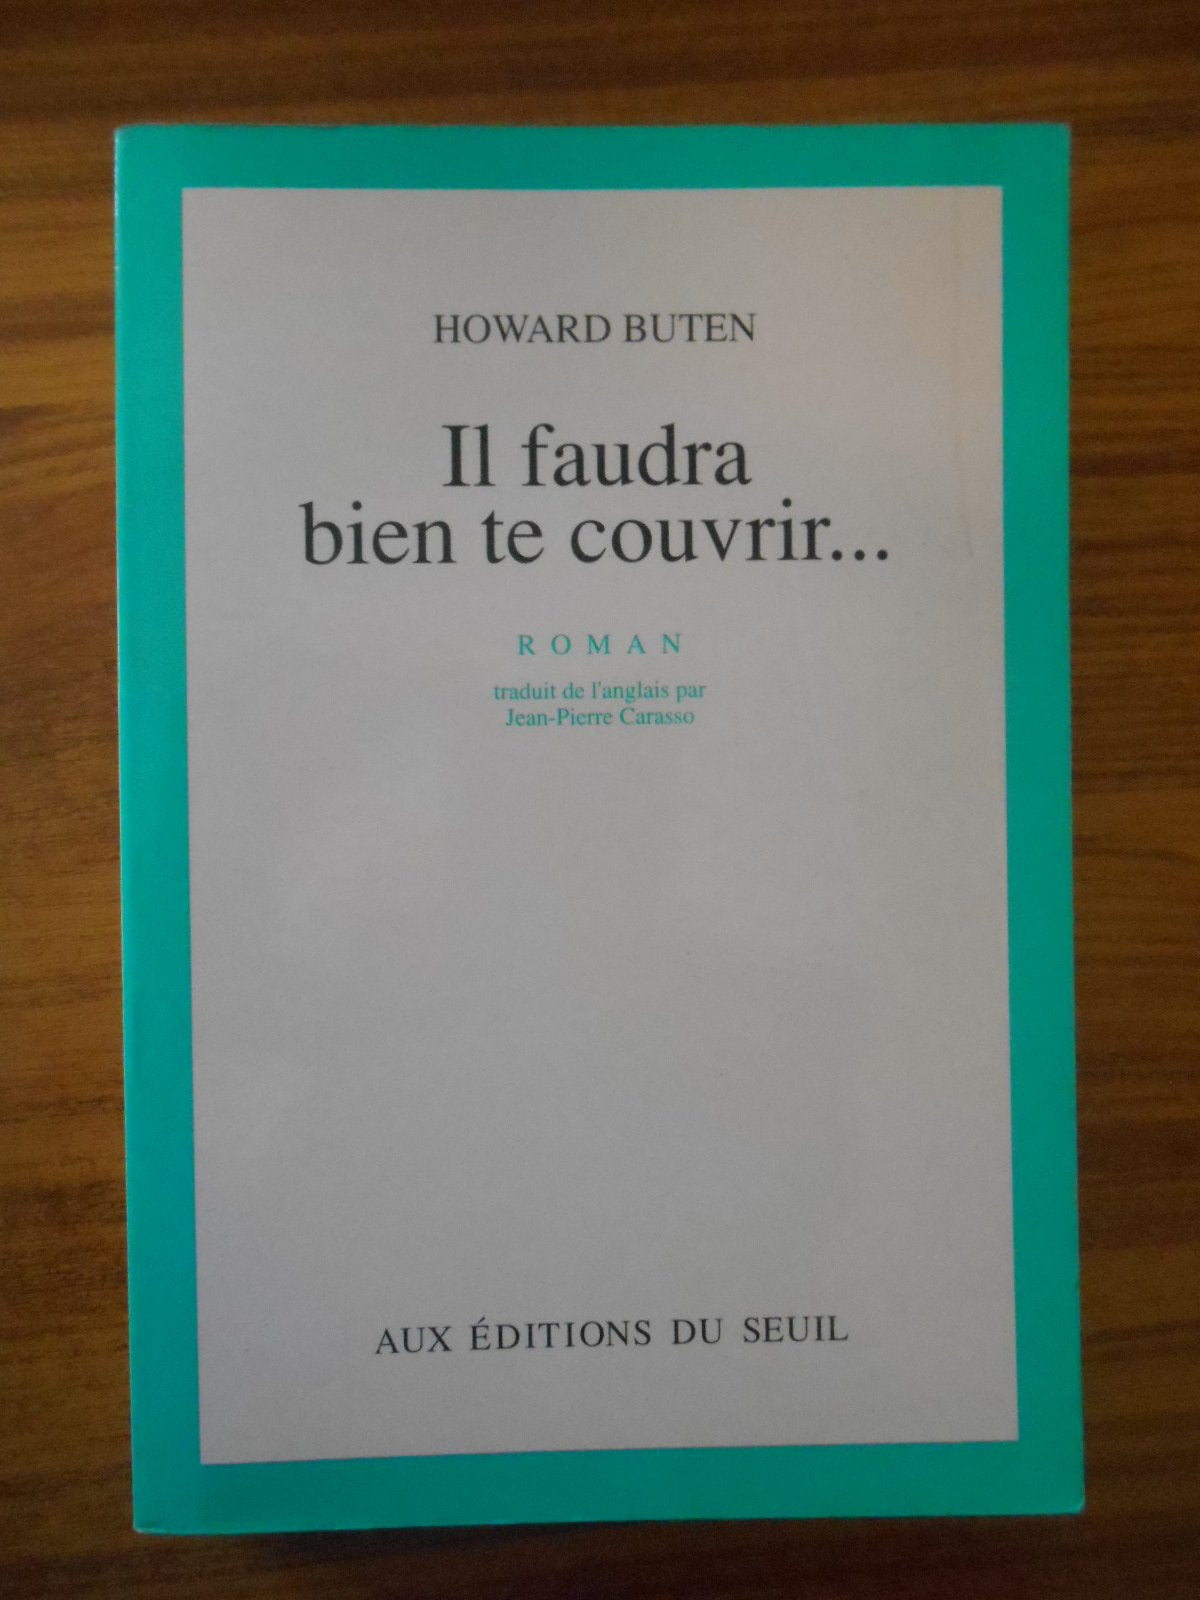 HOWARD BUTEN
Il faudra
bien te couvrir...
ROMAN
traduit de l'anglais par
Jean-Pierre Carasso
AUX ÉDITIONS DU SEUIL